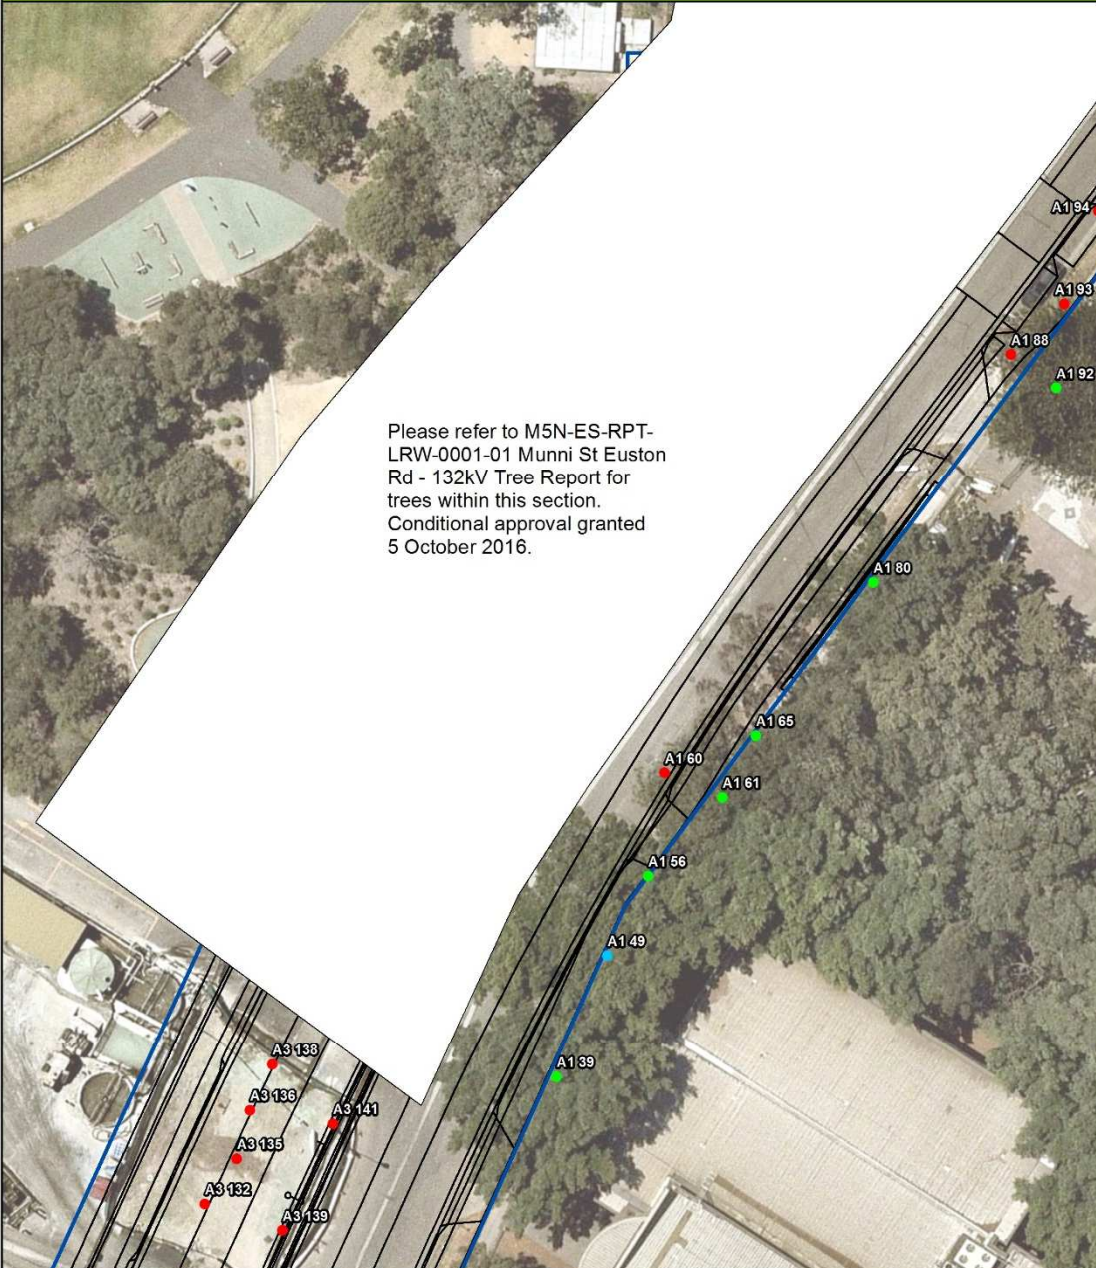 A1 94
A1 93
A1 88
A1 92
Please refer to M5N-ES-RPT-
LRW-0001-01 Munni St Euston
Rd - 132kV Tree Report for
trees within this section.
Conditional approval granted
5 October 2016.
A1 80
A1 65
A1 60
A1 61
A1 56
A1 49
A1 39
A3 138
A3 136
A3 141
A3 135
A3 132
A3 139